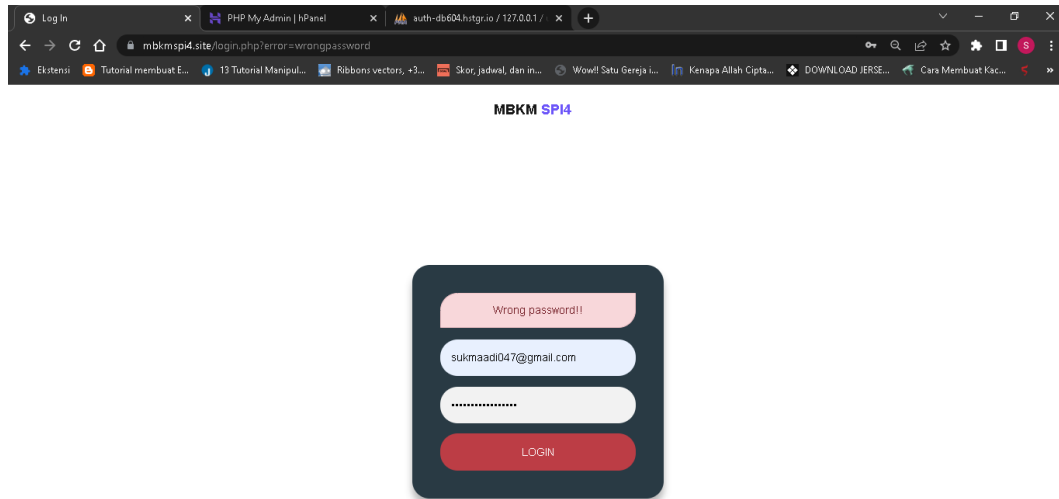 Log In
PHP My Admin | hPanel
auth-db604.hstgr.io / 127.0.0.1 /
mbkmspi4.site/login.php?error=wrongpassword
S
Ekstensi
Tutorial membuat E...
13 Tutorial Manipul...
Ribbons vectors, +3...
Skor, jadwal, dan in...
Wow!! Satu Gereja i...
Kenapa Allah Cipta...
DOWNLOAD JERSE...
Cara Membuat Kac...
MBKM SPI4
Wrong password!!
sukmaadi047@gmail.com
LOGIN